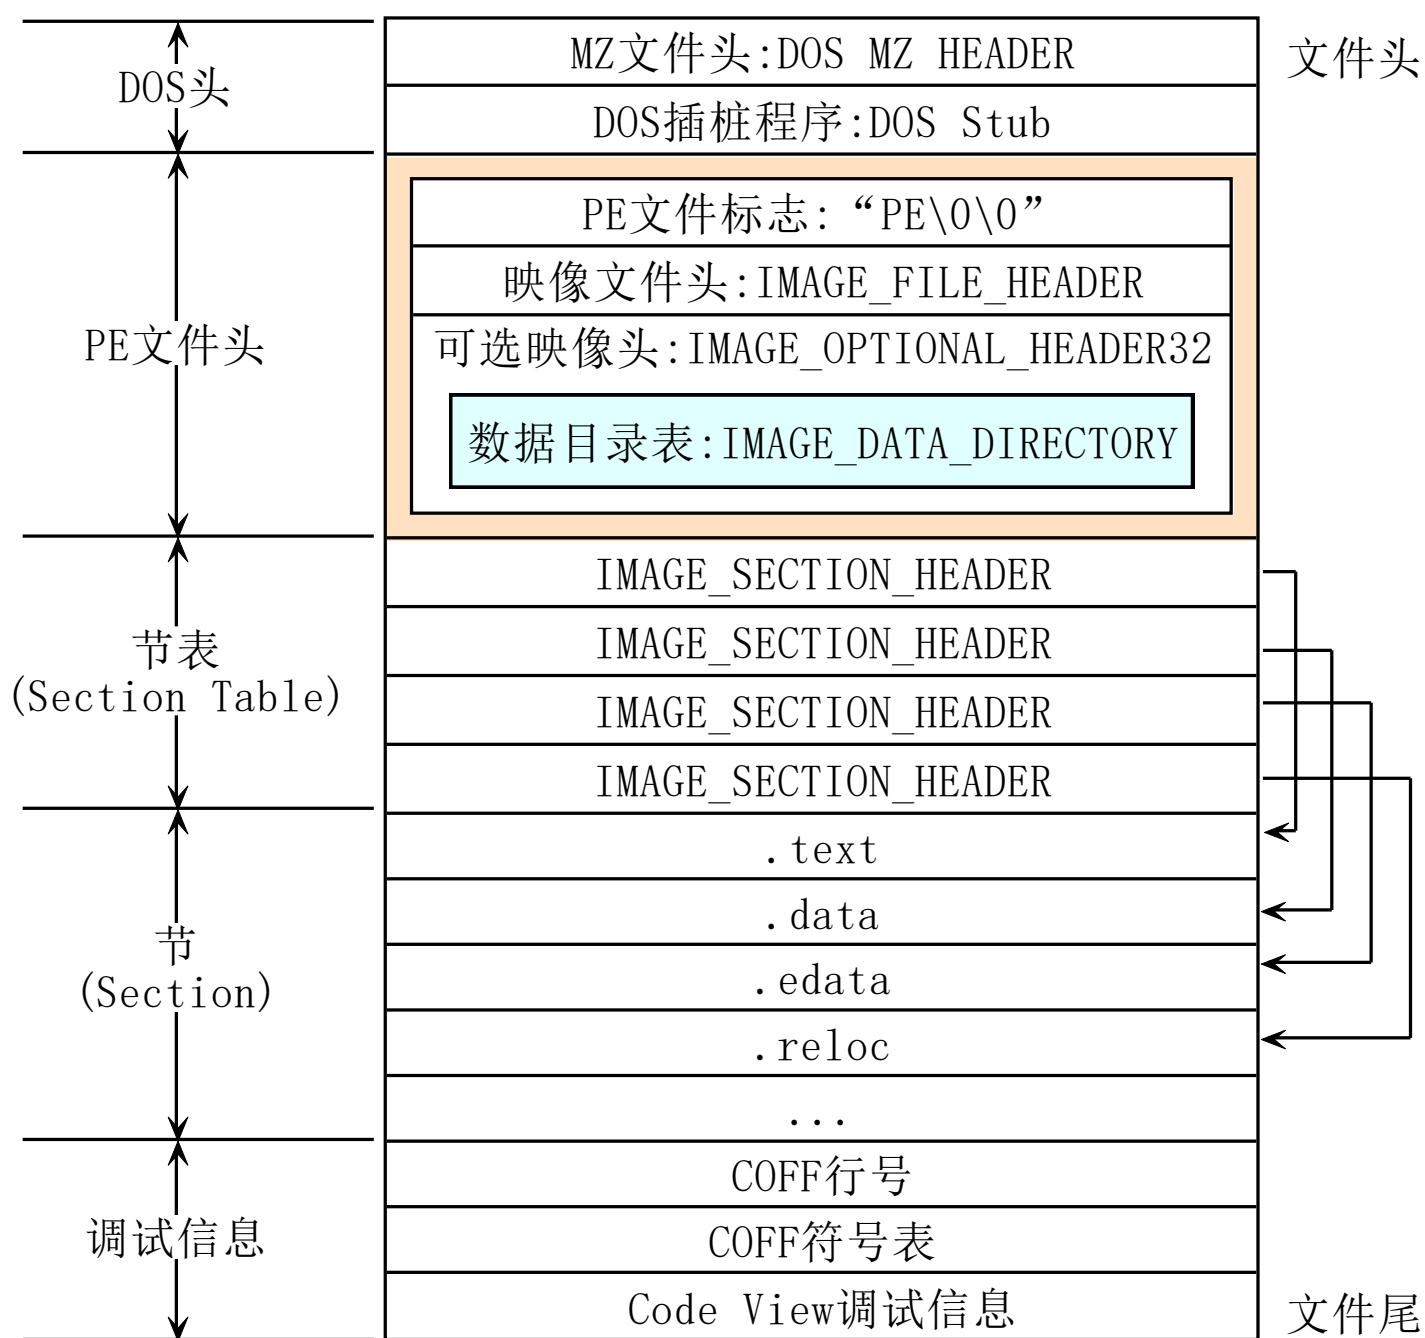 MZ文件头:DOS MZ HEADER
文件头
DOS头
DOS插桩程序:DOS Stub
PE文件标志:“PE\0\0”
映像文件头:IMAGE_FILE_HEADER
PE文件头
可选映像头:IMAGE_OPTIONAL_HEADER32
数据目录表:IMAGE_DATA_DIRECTORY
IMAGE_SECTION_HEADER
节表
(Section Table)
IMAGE_SECTION_HEADER
IMAGE_SECTION_HEADER
IMAGE_SECTION_HEADER
.text
.data
节
(Section)
.edata
.reloc
...
COFF行号
调试信息
COFF符号表
Code View调试信息
文件尾